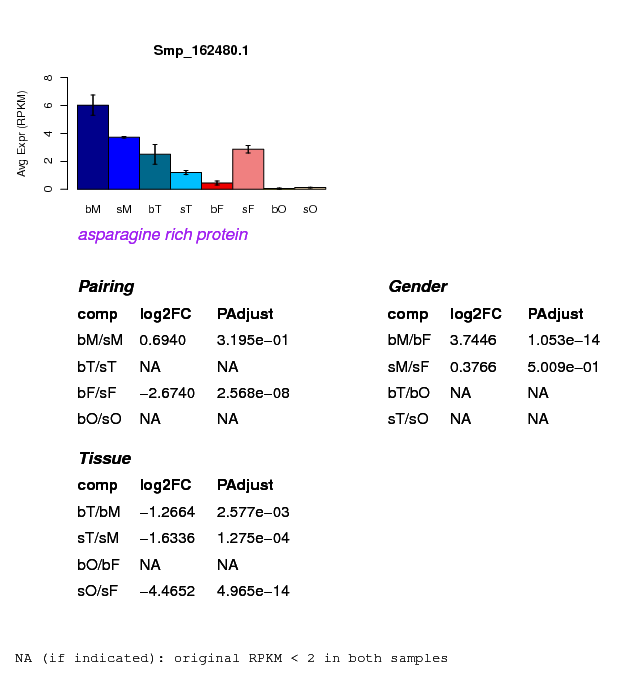 Smp_162480.1
Avg Expr (RPKM)
8
6
4
2
0
bM sM bT sT bF sF bO sO
asparagine rich protein
Pairing
comp log2FC PAdjust
bM/sM 0.6940 3.195e−01
bT/sT NA NA
bF/sF −2.6740 2.568e−08
bO/sO NA NA
Gender
comp log2FC PAdjust
bM/bF 3.7446 1.053e−14
sM/sF 0.3766 5.009e−01
bT/bO NA NA
sT/sO NA NA
Tissue
comp log2FC PAdjust
bT/bM −1.2664 2.577e−03
sT/sM −1.6336 1.275e−04
bO/bF NA NA
sO/sF −4.4652 4.965e−14
NA (if indicated): original RPKM < 2 in both samples